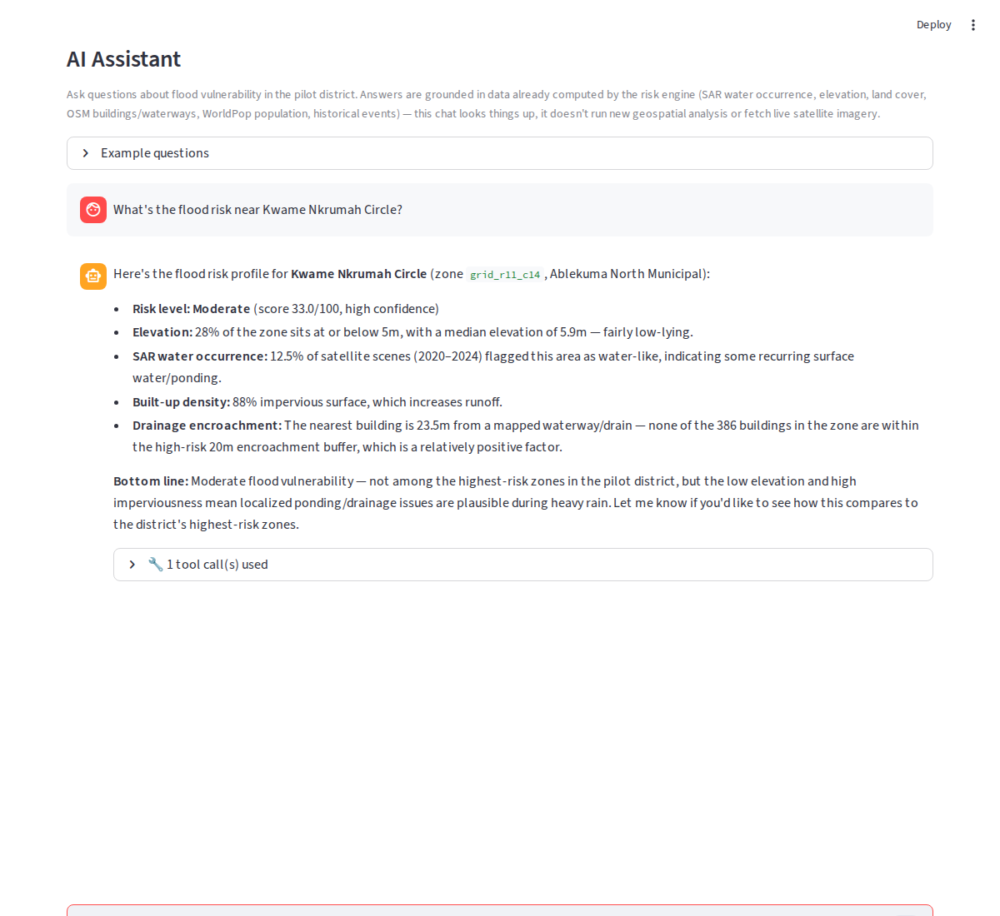 Deploy
AI Assistant
Ask questions about flood vulnerability in the pilot district. Answers are grounded in data already computed by the risk engine (SAR water occurrence, elevation, land cover,
OSM buildings/waterways, WorldPop population, historical events) — this chat looks things up, it doesn't run new geospatial analysis or fetch live satellite imagery.
Example questions
What's the flood risk near Kwame Nkrumah Circle?
Here's the flood risk profile for Kwame Nkrumah Circle (zone grid_r11_c14 , Ablekuma North Municipal):
• Risk level: Moderate (score 33.0/100, high confidence)
• Elevation: 28% of the zone sits at or below 5m, with a median elevation of 5.9m — fairly low-lying.
• SAR water occurrence: 12.5% of satellite scenes (2020–2024) flagged this area as water-like, indicating some recurring surface
water/ponding.
• Built-up density: 88% impervious surface, which increases runoff.
• Drainage encroachment: The nearest building is 23.5m from a mapped waterway/drain — none of the 386 buildings in the zone are within
the high-risk 20m encroachment buffer, which is a relatively positive factor.
Bottom line: Moderate flood vulnerability — not among the highest-risk zones in the pilot district, but the low elevation and high
imperviousness mean localized ponding/drainage issues are plausible during heavy rain. Let me know if you'd like to see how this compares to
the district's highest-risk zones.
🔧 1 tool call(s) used